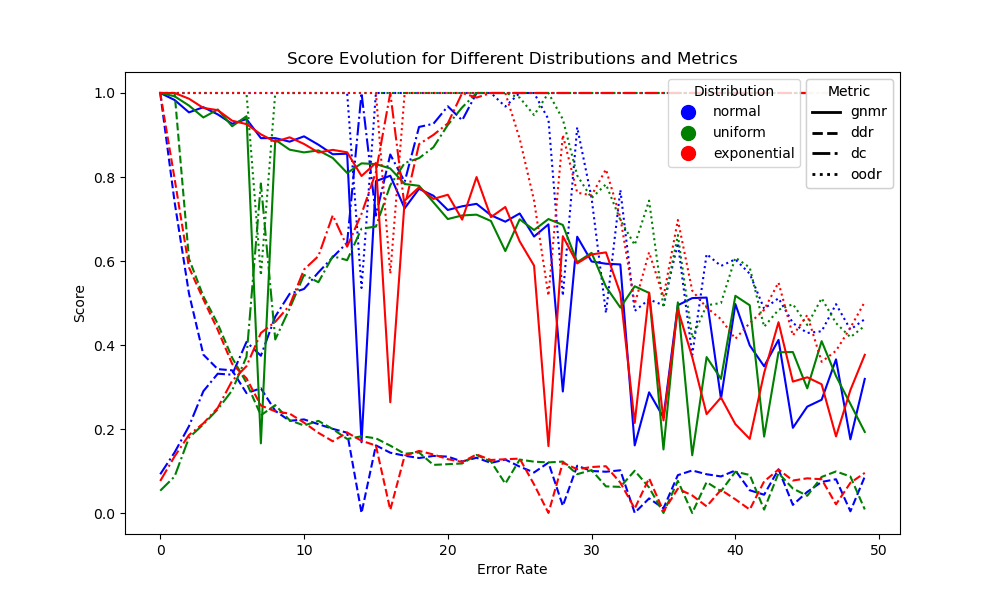 Score Evolution for Different Distributions and Metrics
Score
1.0
0.8
0.6
0.4
0.2
0.0
0
10
20
30
40
50
Error Rate
Distribution
normal
uniform
exponential
Metric
gnmr
ddr
dc
oodr